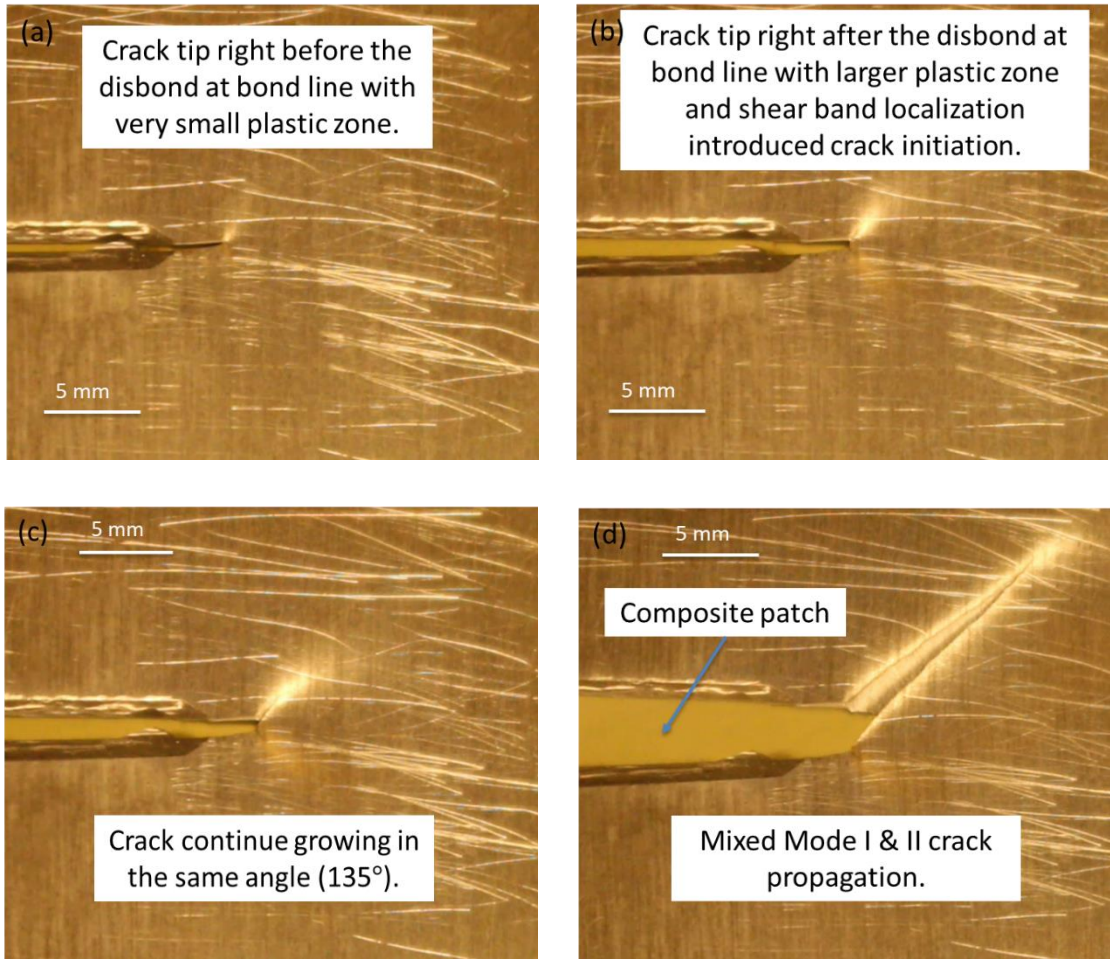 (a)
Crack tip right before the
disbond at bond line with
very small plastic zone.
5 mm
(b)
Crack tip right after the disbond at
bond line with larger plastic zone
and shear band localization
introduced crack initiation.
5 mm
(c)
5 mm
Crack continue growing in
the same angle (135°).
(d)
5 mm
Composite patch
Mixed Mode I & II crack
propagation.